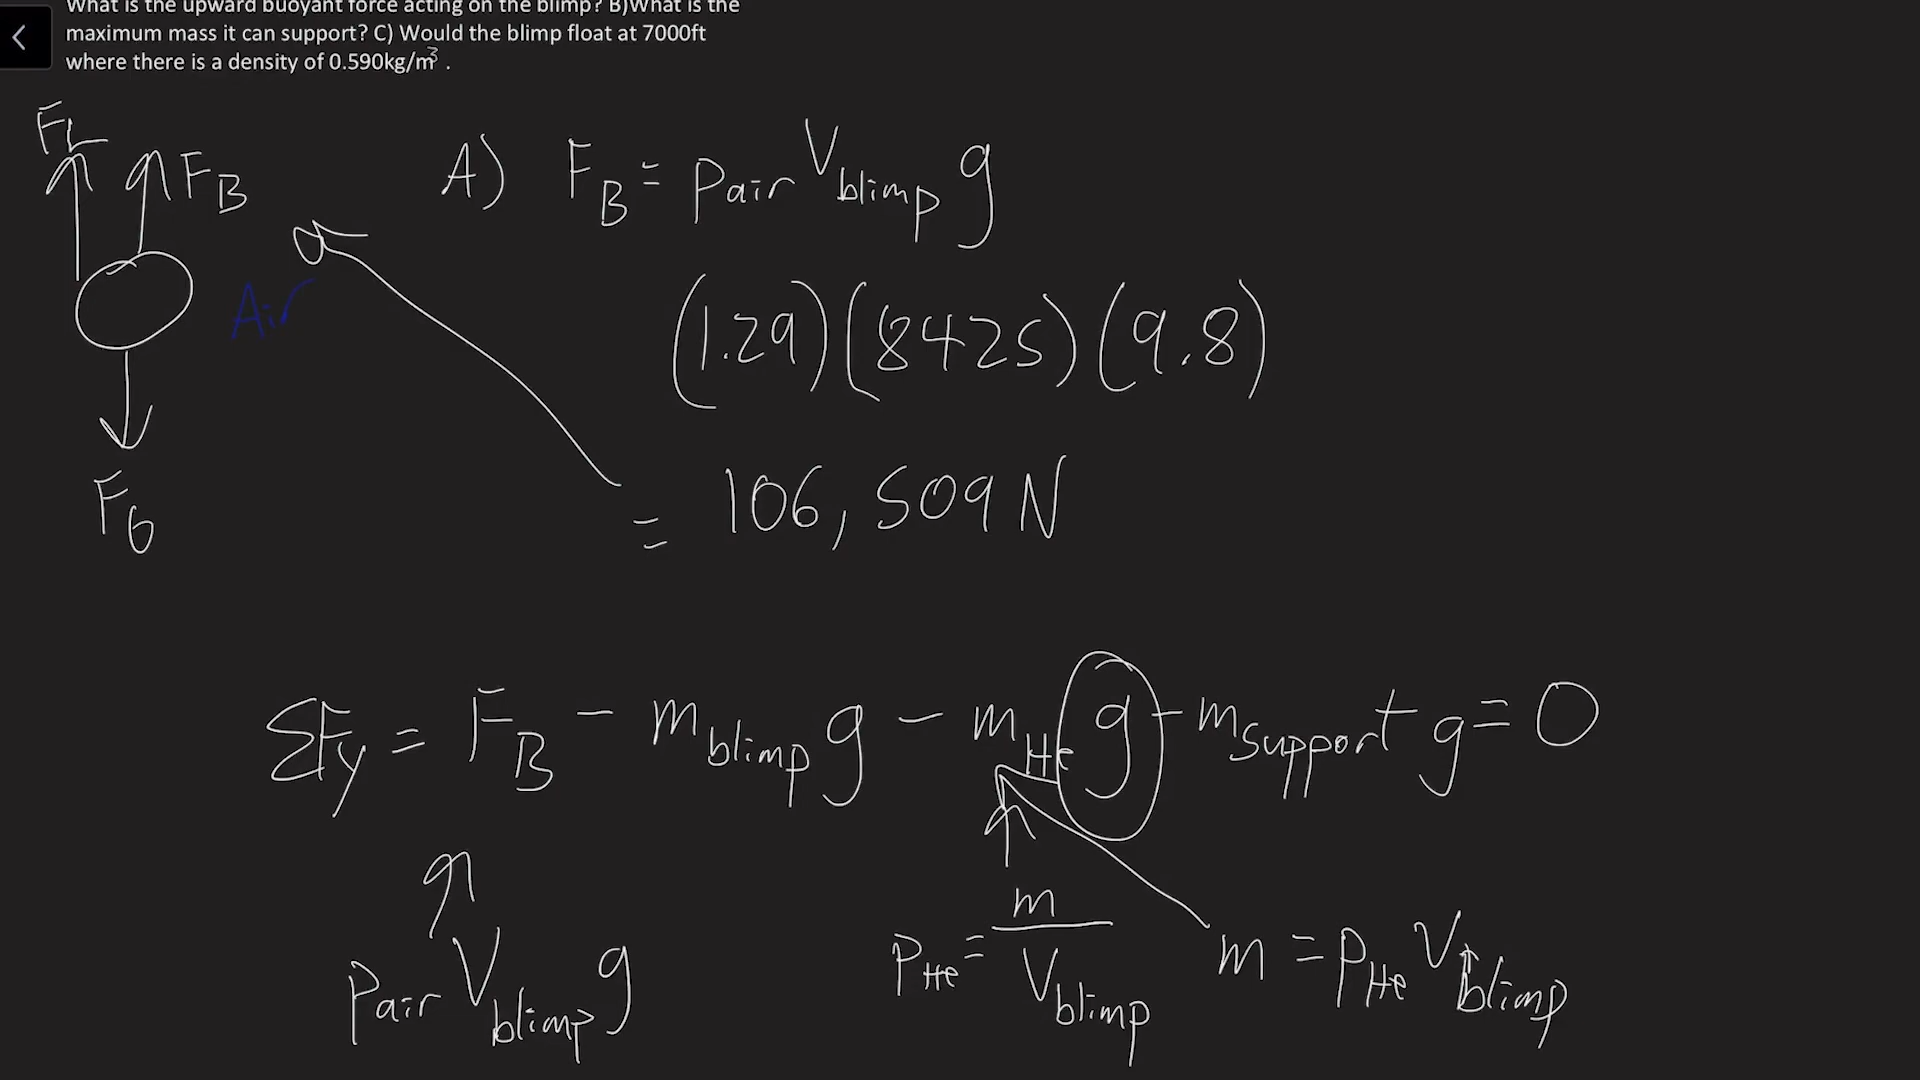 What is the upward buoyant force acting on the blimp? B)What is the
maximum mass it can support? C) Would the blimp float at 7000ft
where there is a density of 0.590kg/m³ .
FL
FB
A) FB = ρair Vblimp g
Air
(1.29)(8425)(9.8)
FG
= 106,509 N
ΣFy = FB - mblimp g - mHe g - msupport g = 0
ρair Vblimp g
ρHe = m / Vblimp
m = ρHe Vblimp